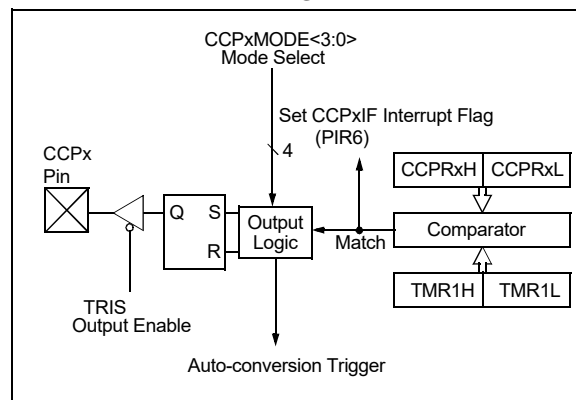 CCPxMODE<3:0>
Mode Select
Set CCPxIF Interrupt Flag
(PIR6)
4
CCPx
Pin
CCPRxH CCPRxL
Q S
R
Output
Logic
Match
Comparator
TMR1H TMR1L
TRIS
Output Enable
Auto-conversion Trigger